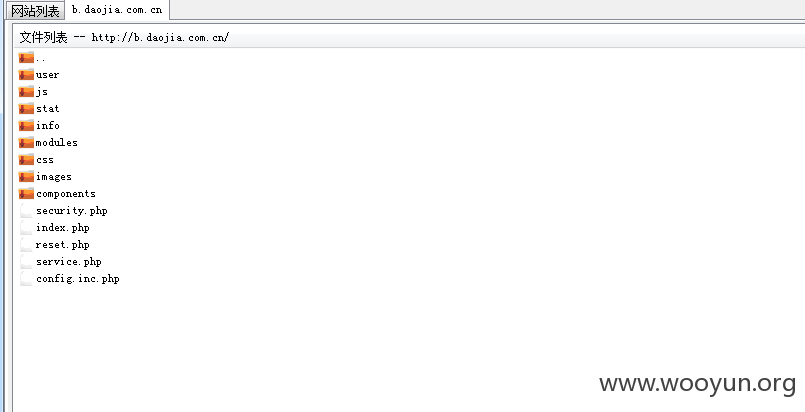 网站列表 b.daojia.com.cn
文件列表 -- http://b.daojia.com.cn/
..
user
js
stat
info
modules
css
images
components
security.php
index.php
reset.php
service.php
config.inc.php
www.wooyun.org